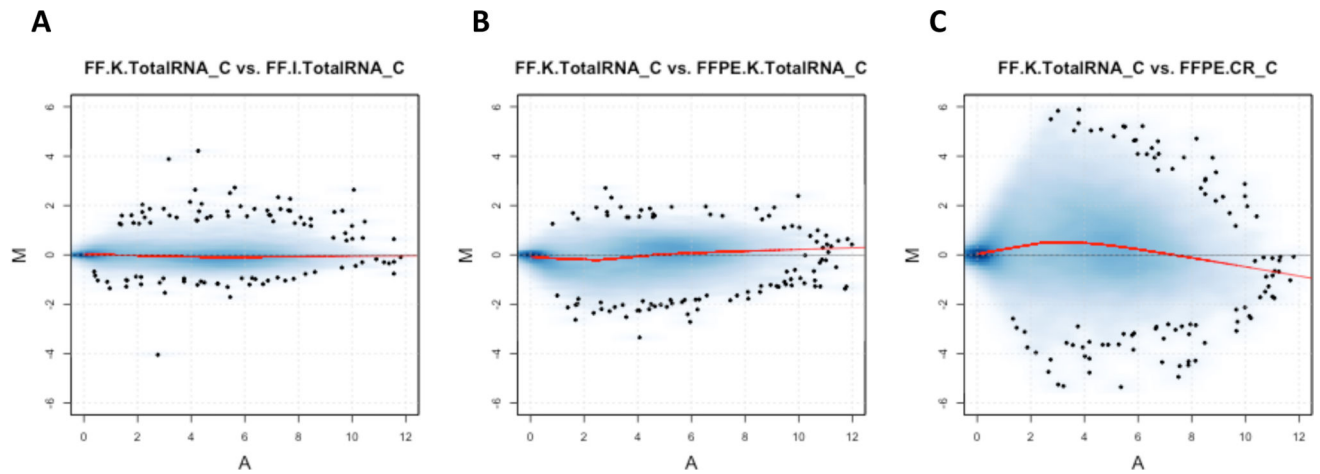 A
B
C
FF.K.TotalRNA_C vs. FF.I.TotalRNA_C
FF.K.TotalRNA_C vs. FFPE.K.TotalRNA_C
FF.K.TotalRNA_C vs. FFPE.CR_C
M
6
4
2
0
-2
-4
-6
0 2 4 6 8 10 12
A
M
6
4
2
0
-2
-4
-6
0 2 4 6 8 10 12
A
M
6
4
2
0
-2
-4
-6
0 2 4 6 8 10 12
A